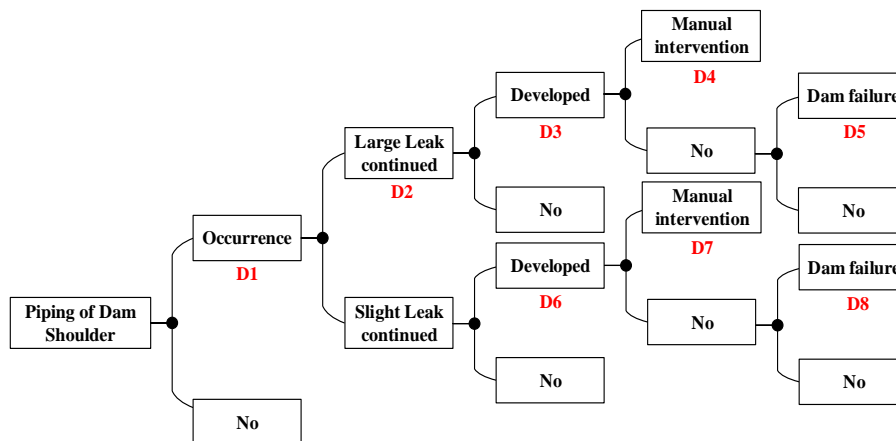 Manual
intervention
D4
Developed
D3
Dam failure
D5
Large Leak
continued
D2
No
No
No
Manual
intervention
D7
Occurrence
D1
Developed
D6
Dam failure
D8
Piping of Dam
Shoulder
Slight Leak
continued
No
No
No
No